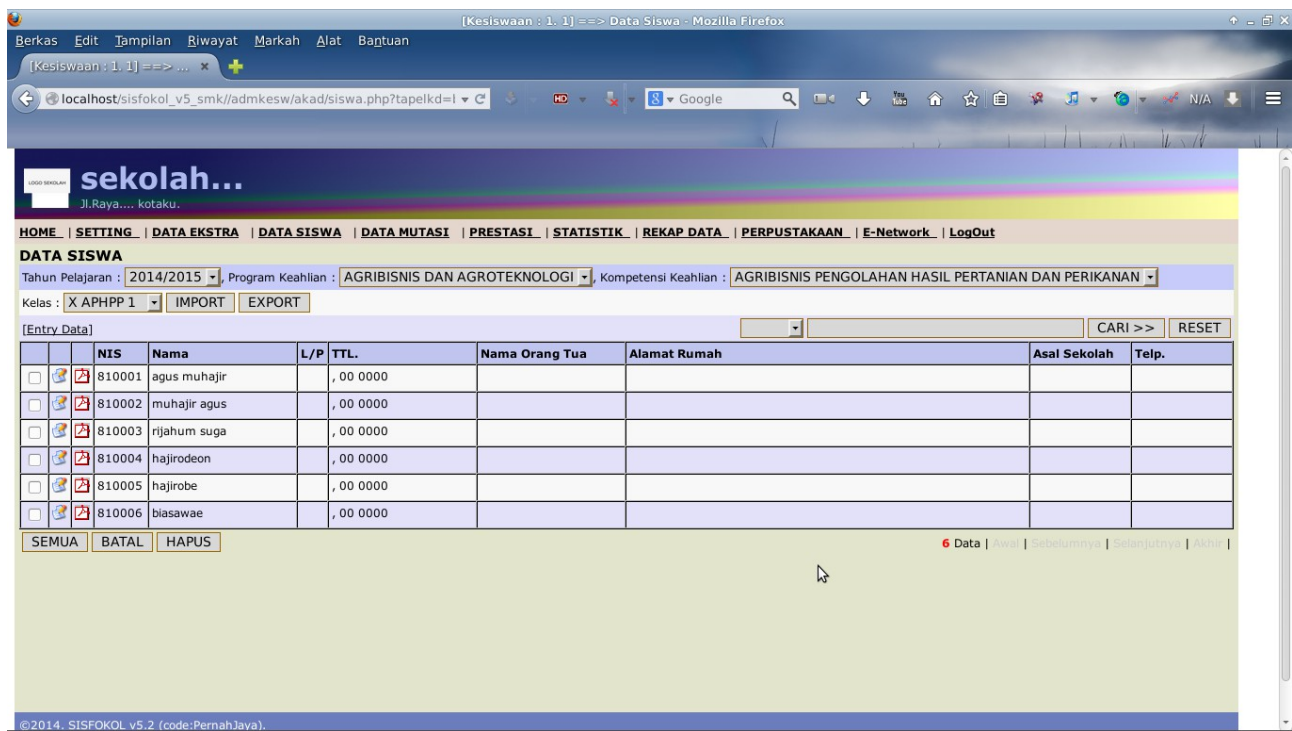 [Kesiswaan : 1. 1] ==> Data Siswa - Mozilla Firefox
Berkas Edit Tampilan Riwayat Markah Alat Bantuan
[Kesiswaan : 1. 1] ==> ...
localhost/sisfokol_v5_smk//admkesw/akad/siswa.php?tapelkd=l HD 8 Google You Tube N/A
LOGO SEKOLAH
sekolah...
Jl.Raya.... kotaku.
HOME | SETTING | DATA EKSTRA | DATA SISWA | DATA MUTASI | PRESTASI | STATISTIK | REKAP DATA | PERPUSTAKAAN | E-Network | LogOut
DATA SISWA
Tahun Pelajaran : 2014/2015 , Program Keahlian : AGRIBISNIS DAN AGROTEKNOLOGI , Kompetensi Keahlian : AGRIBISNIS PENGOLAHAN HASIL PERTANIAN DAN PERIKANAN
Kelas : X APHPP 1 IMPORT EXPORT
[Entry Data] CARI >> RESET
NIS Nama L/P TTL. Nama Orang Tua Alamat Rumah Asal Sekolah Telp.
810001 agus muhajir , 00 0000
810002 muhajir agus , 00 0000
810003 rijahum suga , 00 0000
810004 hajirodeon , 00 0000
810005 hajirobe , 00 0000
810006 biasawae , 00 0000
SEMUA BATAL HAPUS 6 Data | Awal | Sebelumnya | Selanjutnya | Akhir |
©2014. SISFOKOL v5.2 (code:PernahJaya).